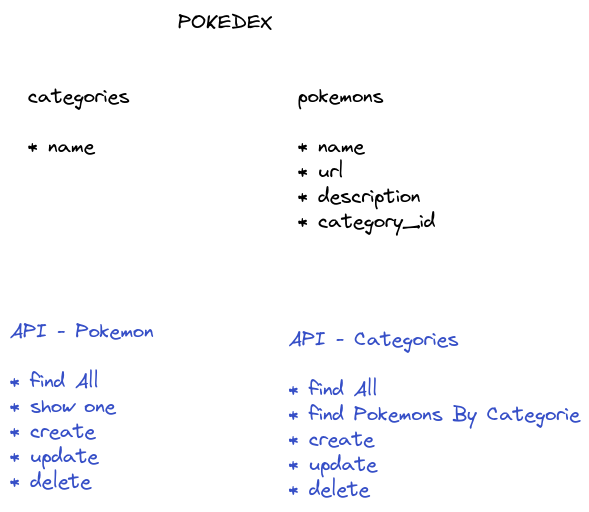 POKEDEX
categories
* name
pokemons
* name
* url
* description
* category_id
API - Pokemon
* find All
* show one
* create
* update
* delete
API - Categories
* find All
* find Pokemons By Categorie
* create
* update
* delete